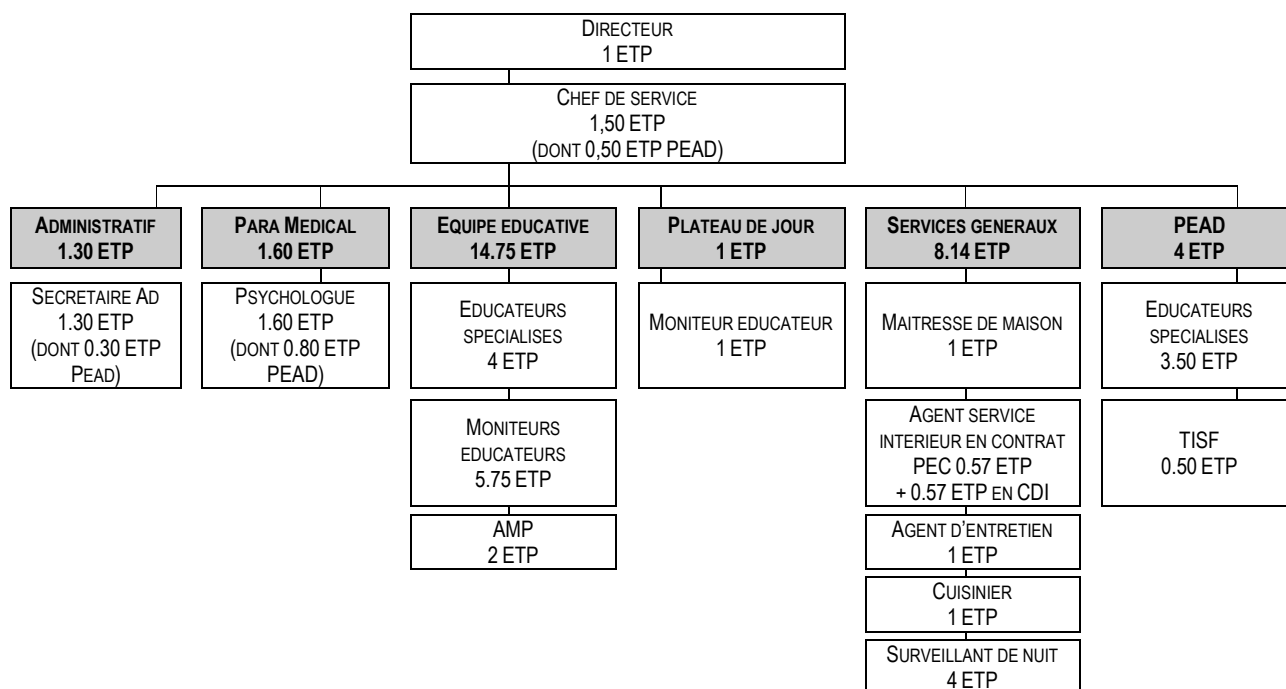 DIRECTEUR
1 ETP
CHEF DE SERVICE
1,50 ETP
(DONT 0,50 ETP PEAD)
ADMINISTRATIF
1.30 ETP
PARA MEDICAL
1.60 ETP
EQUIPE EDUCATIVE
14.75 ETP
PLATEAU DE JOUR
1 ETP
SERVICES GENERAUX
8.14 ETP
PEAD
4 ETP
SECRETAIRE AD
1.30 ETP
(DONT 0.30 ETP
PEAD)
PSYCHOLOGUE
1.60 ETP
(DONT 0.80 ETP
PEAD)
EDUCATEURS
SPECIALISES
4 ETP
MONITEUR EDUCATEUR
1 ETP
MAITRESSE DE MAISON
1 ETP
EDUCATEURS
SPECIALISES
3.50 ETP
MONITEURS
EDUCATEURS
5.75 ETP
AGENT SERVICE
INTERIEUR EN CONTRAT
PEC 0.57 ETP
+ 0.57 ETP EN CDI
TISF
0.50 ETP
AMP
2 ETP
AGENT D'ENTRETIEN
1 ETP
CUISINIER
1 ETP
SURVEILLANT DE NUIT
4 ETP